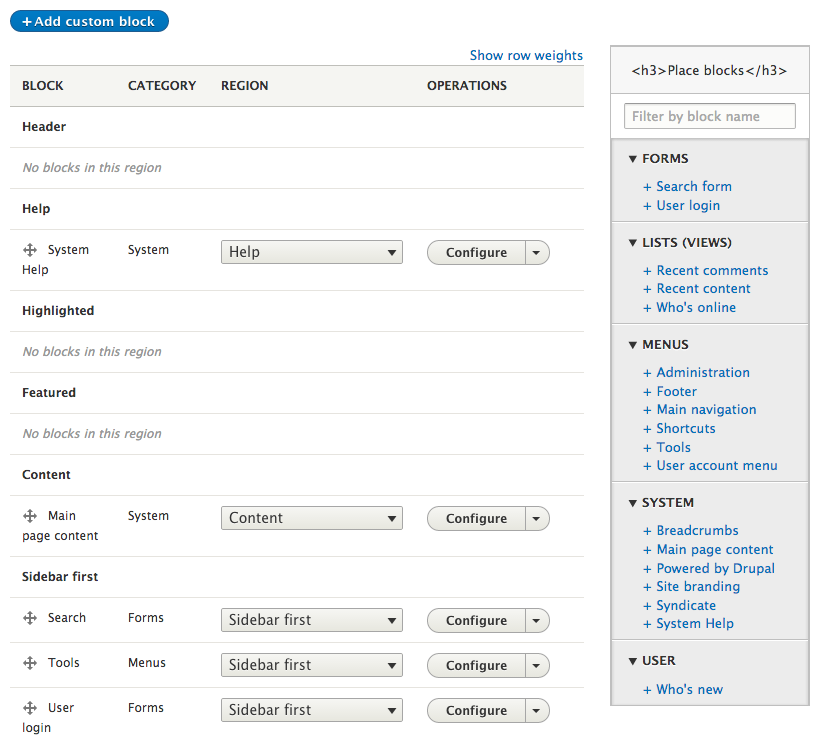 + Add custom block
Show row weights
BLOCK CATEGORY REGION OPERATIONS
Header
No blocks in this region
Help
System System Help Configure
Help
Highlighted
No blocks in this region
Featured
No blocks in this region
Content
Main System Content Configure
page content
Sidebar first
Search Forms Sidebar first Configure
Tools Menus Sidebar first Configure
User Forms Sidebar first Configure
login
<h3>Place blocks</h3>
Filter by block name
FORMS
+ Search form
+ User login
LISTS (VIEWS)
+ Recent comments
+ Recent content
+ Who's online
MENUS
+ Administration
+ Footer
+ Main navigation
+ Shortcuts
+ Tools
+ User account menu
SYSTEM
+ Breadcrumbs
+ Main page content
+ Powered by Drupal
+ Site branding
+ Syndicate
+ System Help
USER
+ Who's new